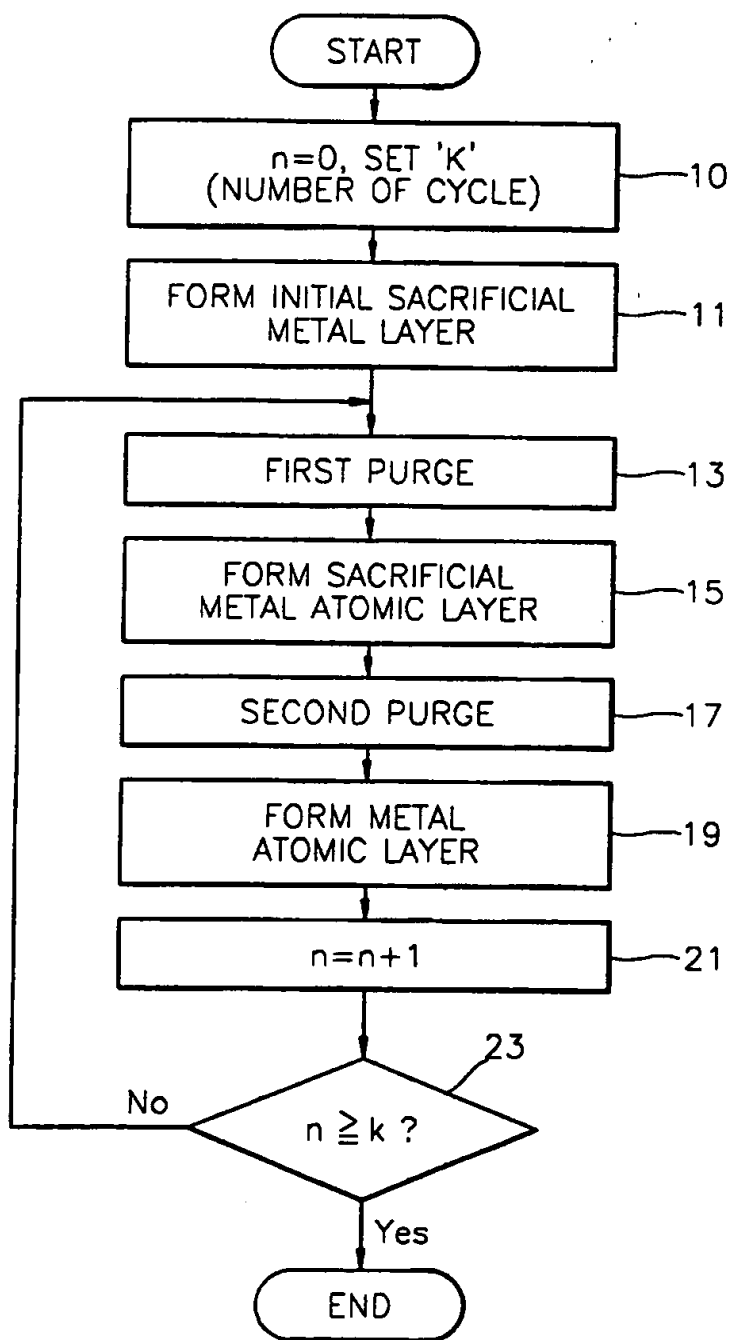 START
n=0, SET 'K'
(NUMBER OF CYCLE)
10
FORM INITIAL SACRIFICIAL
METAL LAYER
11
FIRST PURGE
13
FORM SACRIFICIAL
METAL ATOMIC LAYER
15
SECOND PURGE
17
FORM METAL
ATOMIC LAYER
19
n=n+1
21
23
n ≧ k ?
No
Yes
END